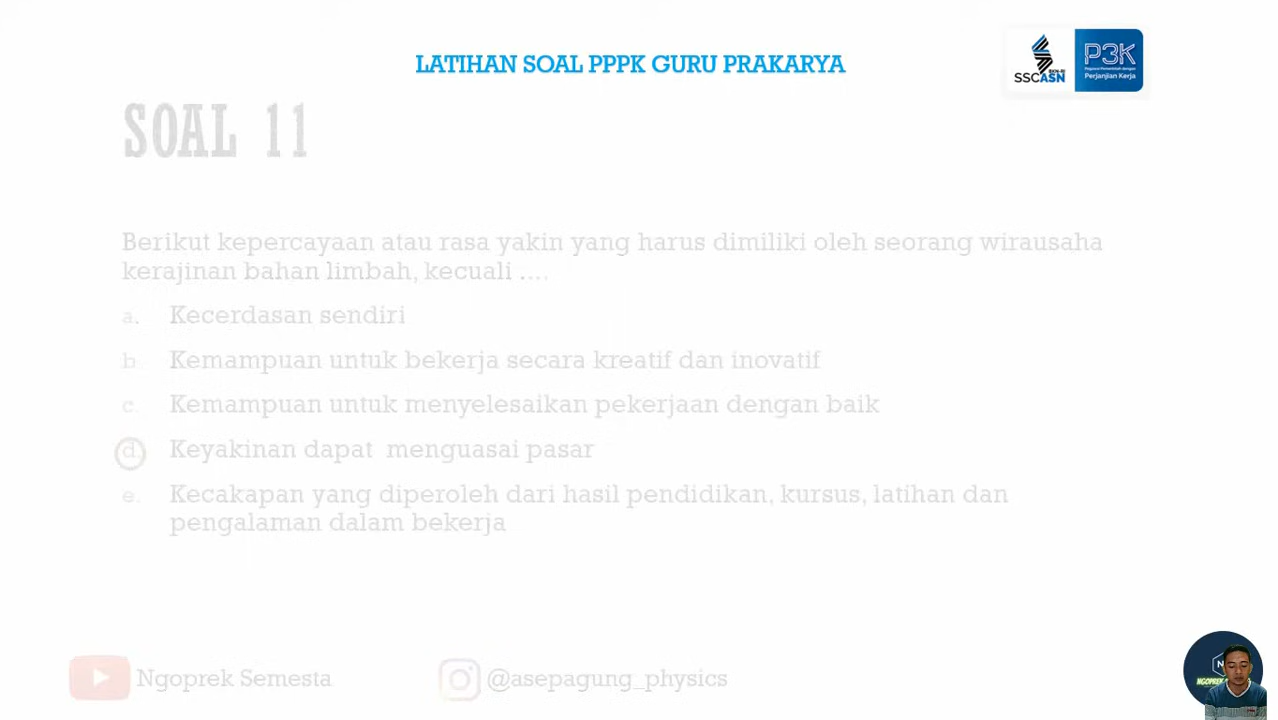 LATIHAN SOAL PPPK GURU PRAKARYA
SSCASN
P3K
Perjanjian Kerja
SOAL 11
Berikut kepercayaan atau rasa yakin yang harus dimiliki oleh seorang wirausaha
kerajinan bahan limbah, kecuali ....
a. Kecerdasan sendiri
b. Kemampuan untuk bekerja secara kreatif dan inovatif
c. Kemampuan untuk menyelesaikan pekerjaan dengan baik
d. Keyakinan dapat menguasai pasar
e. Kecakapan yang diperoleh dari hasil pendidikan, kursus, latihan dan
pengalaman dalam bekerja
Ngoprek Semesta
@asepagung_physics